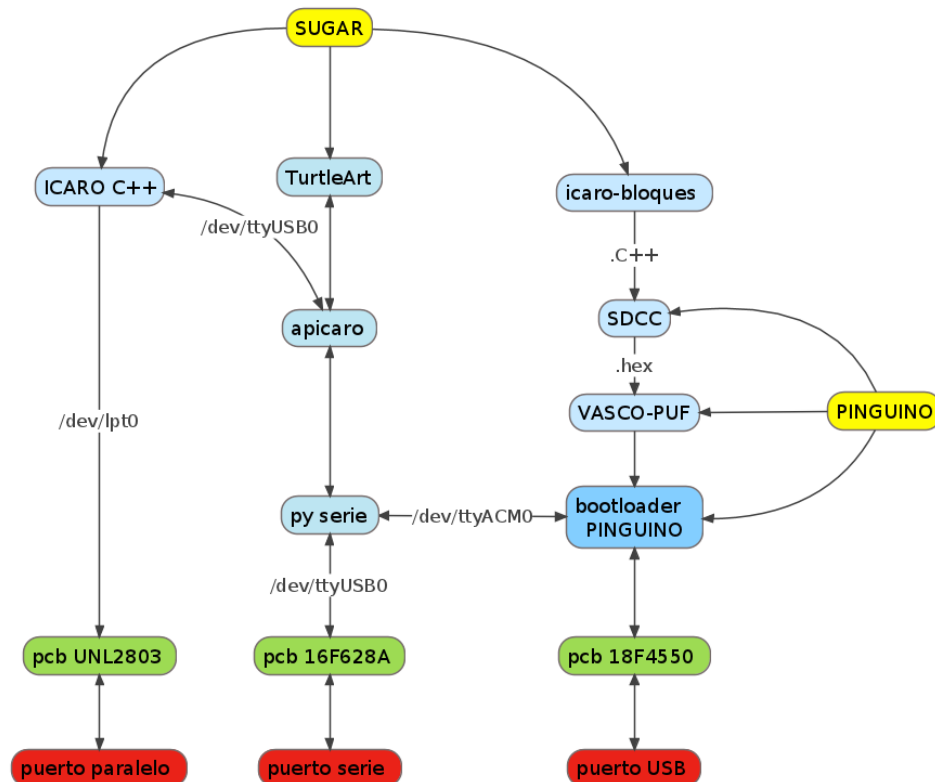 SUGAR
ICARO C++
TurtleArt
icaro-bloques
/dev/ttyUSB0
.C++
apicaro
SDCC
.hex
/dev/lpt0
VASCO-PUF
PINGUINO
py serie
/dev/ttyACM0
bootloader
PINGUINO
/dev/ttyUSB0
pcb UNL2803
pcb 16F628A
pcb 18F4550
puerto paralelo
puerto serie
puerto USB